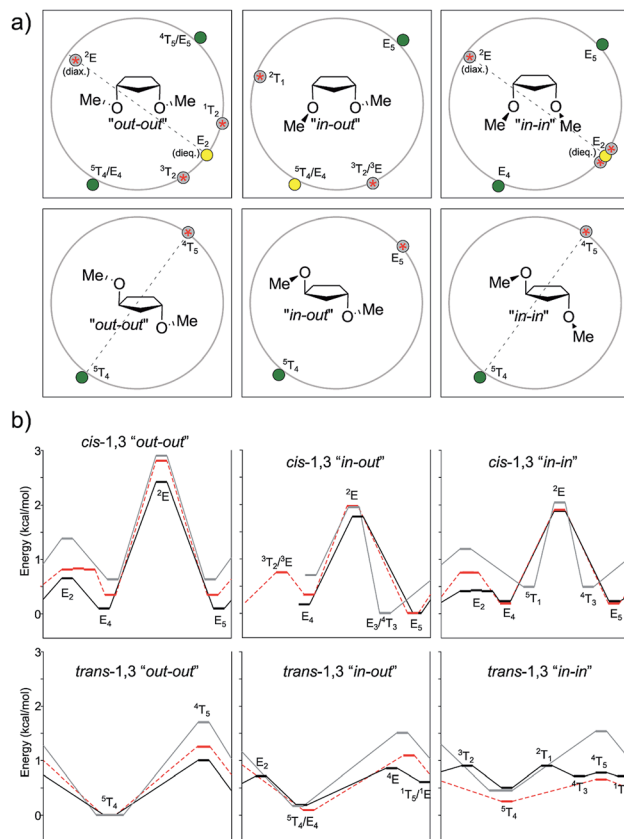 a)
⁴T₅/E₅
²E
(diax.)
MeO
OMe
"out-out"
¹T₂
E₂
(dieq.)
³T₂
⁵T₄/E₄
E₅
²T₁
O
O
Me
Me
"in-out"
⁵T₄/E₄
³T₂/³E
E₅
²E
(diax.)
O
O
Me
Me
"in-in"
E₂
(dieq.)
E₄
⁴T₅
Me
O
"out-out"
O
Me
⁵T₄
E₅
Me
O
"in-out"
O
Me
⁵T₄
⁴T₅
Me
O
"in-in"
O
Me
⁵T₄
b)
cis-1,3 "out-out"
cis-1,3 "in-out"
cis-1,3 "in-in"
Energy (kcal/mol)
3
2
1
0
²E
E₂
E₄
E₅
²E
³T₂/³E
E₄
E₃/⁴T₃
E₅
²E
E₂
E₄
⁵T₁
⁴T₃
E₅
trans-1,3 "out-out"
trans-1,3 "in-out"
trans-1,3 "in-in"
Energy (kcal/mol)
3
2
1
0
⁴T₅
⁵T₄
E₂
⁵T₄/E₄
⁴E
¹T₅/¹E
³T₂
⁵T₄
²T₁
⁴T₃
⁴T₅